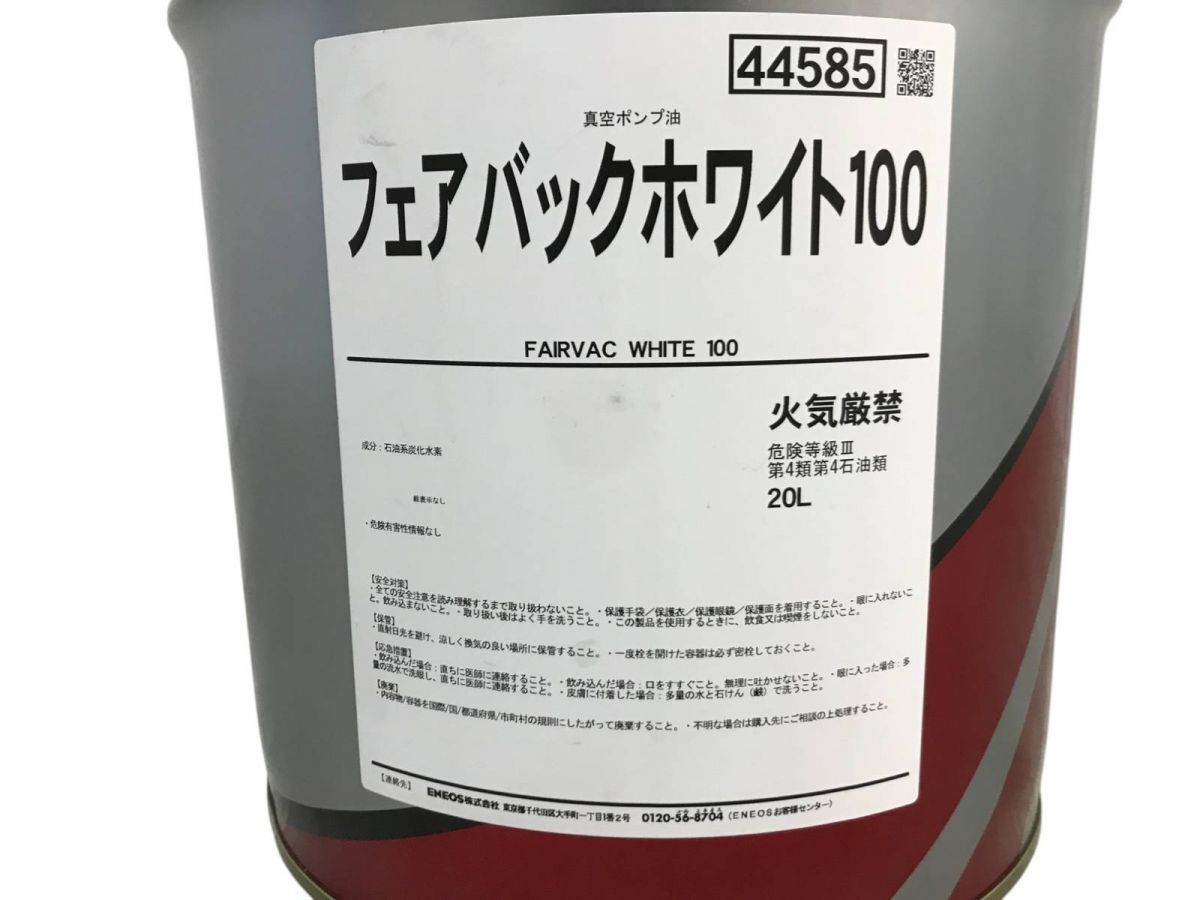 44585
真空ポンプ油
フェアバックホワイト100
FAIRVAC WHITE 100
火気厳禁
危険等級Ⅲ
第4類第4石油類
20L
成分:石油系炭化水素
絵表示なし
・危険有害性情報なし
【安全対策】
・全ての安全注意を読み理解するまで取り扱わないこと。・保護手袋/保護衣/保護眼鏡/保護面を着用すること。・眼に入れないこ
と。飲み込まないこと。・取り扱い後はよく手を洗うこと。・この製品を使用するときに、飲食又は喫煙をしないこと。
【保管】
・直射日光を避け、涼しく換気の良い場所に保管すること。・一度栓を開けた容器は必ず密栓しておくこと。
【応急措置】
・飲み込んだ場合:直ちに医師に連絡すること。・飲み込んだ場合:口をすすぐこと。無理に吐かせないこと。・眼に入った場合:多
量の流水で洗眼し、直ちに医師に連絡すること。・皮膚に付着した場合:多量の水と石けん(鹸)で洗うこと。
【廃棄】
・内容物/容器を国際/国/都道府県/市町村の規則にしたがって廃棄すること。・不明な場合は購入先にご相談の上処理すること。
【連絡先】 ENEOS株式会社 東京都千代田区大手町一丁目1番2号 0120-56-8704(ENEOSお客様センター)